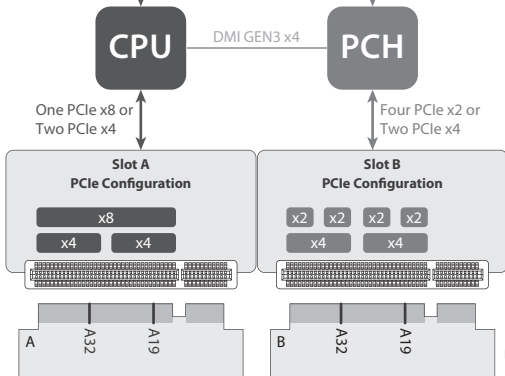 CPU
DMI GEN3 x4
PCH
One PCIe x8 or
Two PCIe x4
Four PCIe x2 or
Two PCIe x4
Slot A
PCIe Configuration
x8
x4 x4
Slot B
PCIe Configuration
x2 x2 x2 x2
x4 x4
A
A32
A19
B
A32
A19